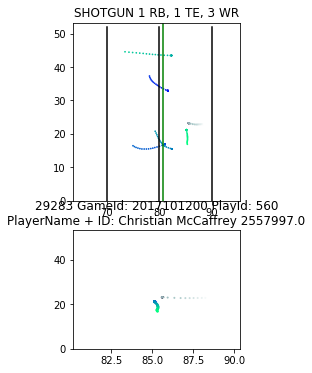 SHOTGUN 1 RB, 1 TE, 3 WR
50
40
30
20
10
0
70 80 90
29283 GameId: 2017101200 PlayId: 560
PlayerName + ID: Christian McCaffrey 2557997.0
40
20
0
82.5 85.0 87.5 90.0